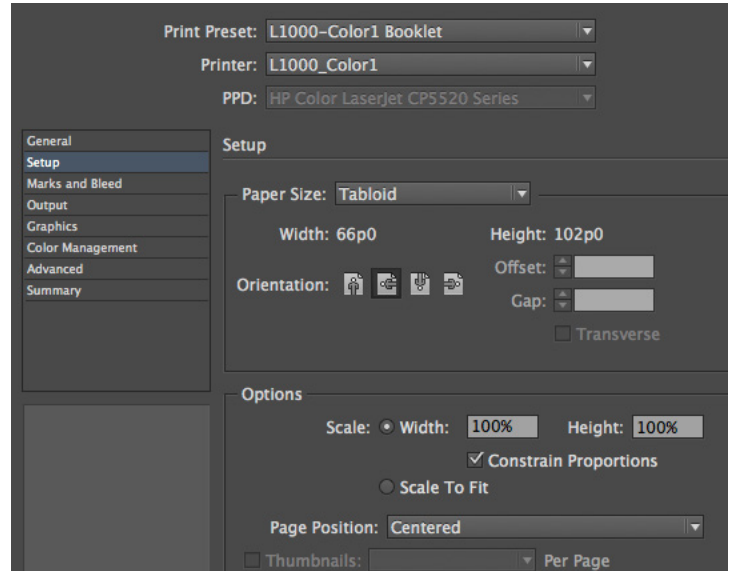 Print Preset: L1000-Color1 Booklet
Printer: L1000_Color1
PPD: HP Color LaserJet CP5520 Series
General
Setup
Marks and Bleed
Output
Graphics
Color Management
Advanced
Summary
Setup
Paper Size: Tabloid
Width: 66p0 Height: 102p0
Orientation: Offset:
Gap:
Transverse
Options
Scale: Width: 100% Height: 100%
Constrain Proportions
Scale To Fit
Page Position: Centered
Thumbnails: Per Page